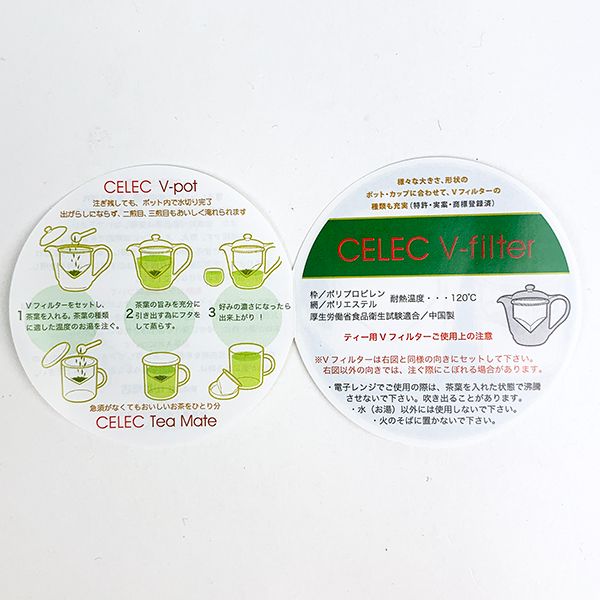 CELEC V-pot
注ぎ残しても、ポット内で水切り完了
出がらしにならず、二煎目、三煎目もおいしく淹れられます
1 Vフィルターをセットし、
茶葉を入れる。茶葉の種類
に適した温度のお湯を注ぐ。
2 茶葉の旨みを充分に
引き出す為にフタを
して蒸らす。
3 好みの濃さになったら
出来上がり！
急須がなくてもおいしいお茶をひとり分
CELEC Tea Mate
様々な大きさ、形状の
ポット・カップに合わせて、Vフィルターの
種類も充実（特許・実案・商標登録済）
CELEC V-filter
枠／ポリプロピレン
網／ポリエステル
耐熱温度・・・120℃
厚生労働省食品衛生試験適合／中国製
ティー用Vフィルターご使用上の注意
※Vフィルターは右図と同様の向きにセットして下さい。
右図以外の向きでは、注ぐ際にこぼれる場合があります。
・電子レンジでご使用の際は、茶葉を入れた状態で沸騰
させないで下さい。吹き出ることがあります。
・水（お湯）以外には使用しないで下さい。
・火のそばに置かないで下さい。